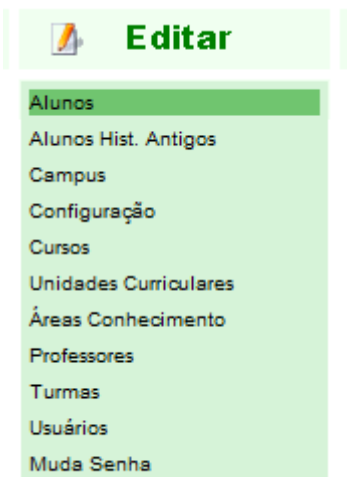 Editar
Alunos
Alunos Hist. Antigos
Campus
Configuração
Cursos
Unidades Curriculares
Áreas Conhecimento
Professores
Turmas
Usuários
Muda Senha